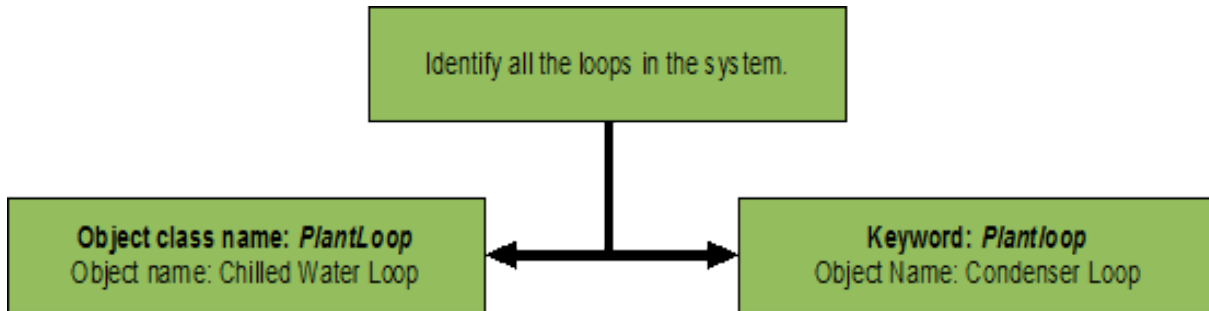 Identify all the loops in the system.
Object class name: PlantLoop
Object name: Chilled Water Loop
Keyword: Plantloop
Object Name: Condenser Loop